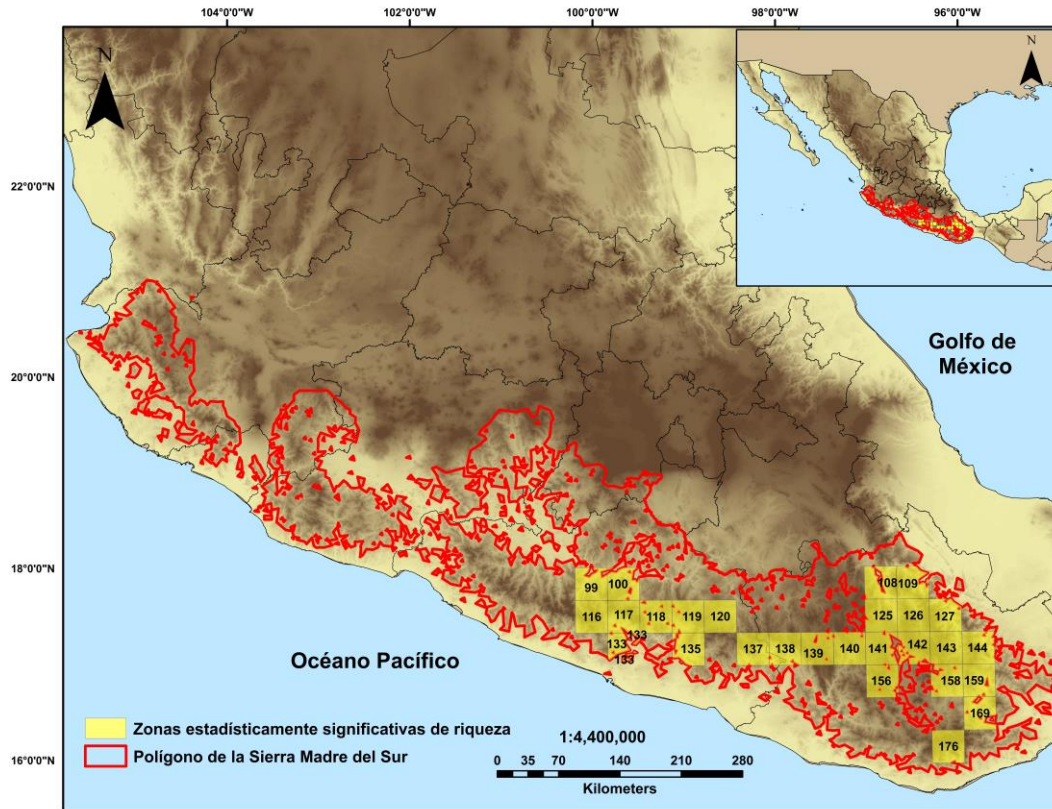 104°0'0"W 102°0'0"W 100°0'0"W 98°0'0"W 96°0'0"W
N
N
22°0'0"N
20°0'0"N
18°0'0"N
16°0'0"N
Golfo de
México
Océano Pacífico
99 100 108 109
116 117 118 119 120 125 126 127
133 133 135 137 138 139 140 141 142 143 144
133
156 158 159
169
176
Zonas estadísticamente significativas de riqueza
Polígono de la Sierra Madre del Sur
1:4,400,000
0 35 70 140 210 280
Kilometers